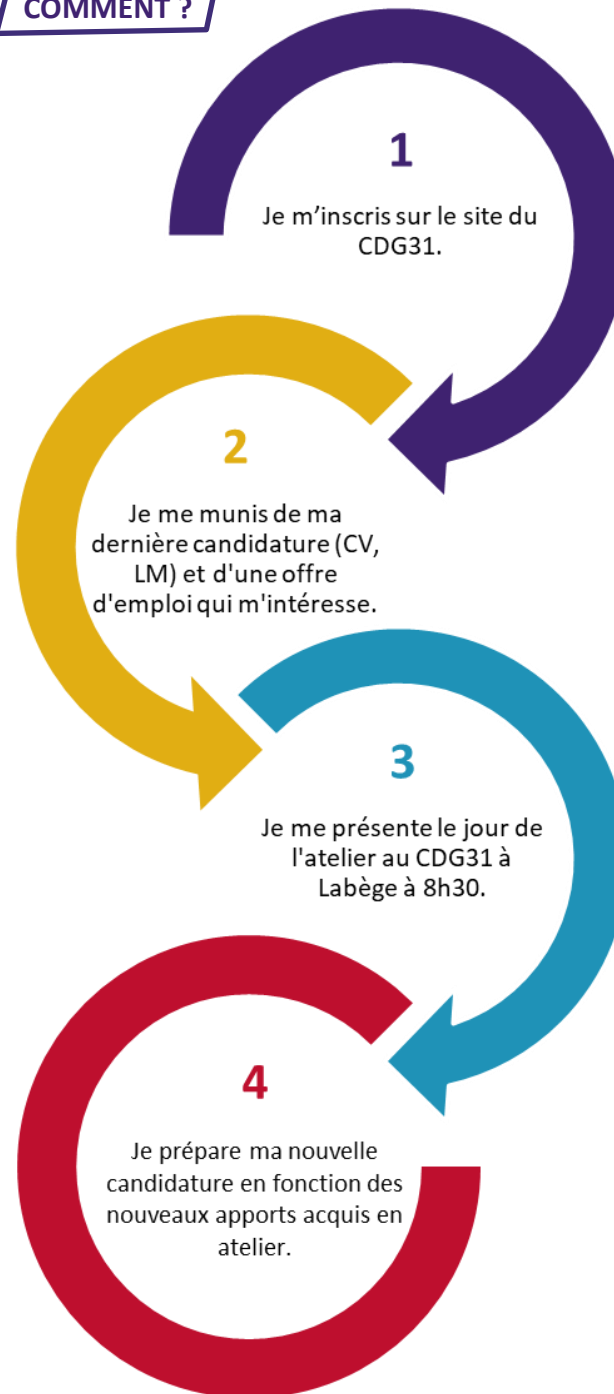 COMMENT ?
1
Je m’inscris sur le site du
CDG31.
2
Je me munis de ma
dernière candidature (CV,
LM) et d'une offre
d'emploi qui m'intéresse.
3
Je me présente le jour de
l'atelier au CDG31 à
Labège à 8h30.
4
Je prépare ma nouvelle
candidature en fonction des
nouveaux apports acquis en
atelier.